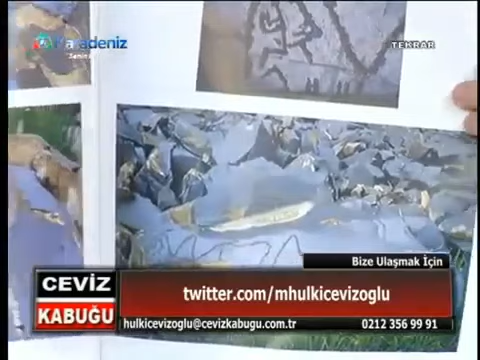 Karadeniz
TEKRAR
Bize Ulaşmak İçin
CEVİZ
KABUĞU
twitter.com/mhulkicevizoglu
hulkicevizoglu@cevizkabugu.com.tr
0212 356 99 91